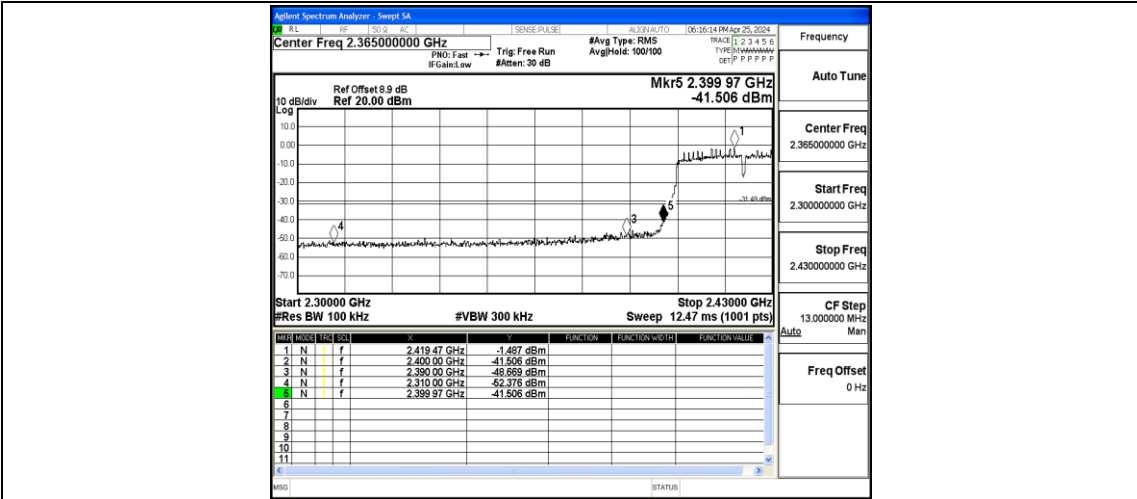 Agilent Spectrum Analyzer - Swept SA
RL RF 50 Ω AC SENSE:PULSE ALIGNAUTO 06:16:14 PM Apr 25, 2024
Center Freq 2.365000000 GHz #Avg Type: RMS TRACE 1 2 3 4 5 6
PNO: Fast Trig: Free Run Avg|Hold: 100/100 TYPE M
IFGain:Low #Atten: 30 dB DET P P P P P P
Frequency
Auto Tune
Center Freq
2.365000000 GHz
Start Freq
2.300000000 GHz
Stop Freq
2.430000000 GHz
CF Step
13.000000 MHz
Auto Man
Freq Offset
0 Hz
Mkr5 2.399 97 GHz
-41.506 dBm
Ref Offset 8.9 dB
10 dB/div Ref 20.00 dBm
Log
10.0
0.00
-10.0
-20.0
-30.0
-40.0
-50.0
-60.0
-70.0
1
-31.49 dBm
5
3
4
Start 2.30000 GHz Stop 2.43000 GHz
#Res BW 100 kHz #VBW 300 kHz Sweep 12.47 ms (1001 pts)
MKR MODE TRC SCL X Y FUNCTION FUNCTION WIDTH FUNCTION VALUE
1 N 1 f 2.419 47 GHz -1.487 dBm
2 N 1 f 2.400 00 GHz -41.506 dBm
3 N 1 f 2.390 00 GHz -48.669 dBm
4 N 1 f 2.310 00 GHz -52.376 dBm
5 N 1 f 2.399 97 GHz -41.506 dBm
6
7
8
9
10
11
MSG STATUS